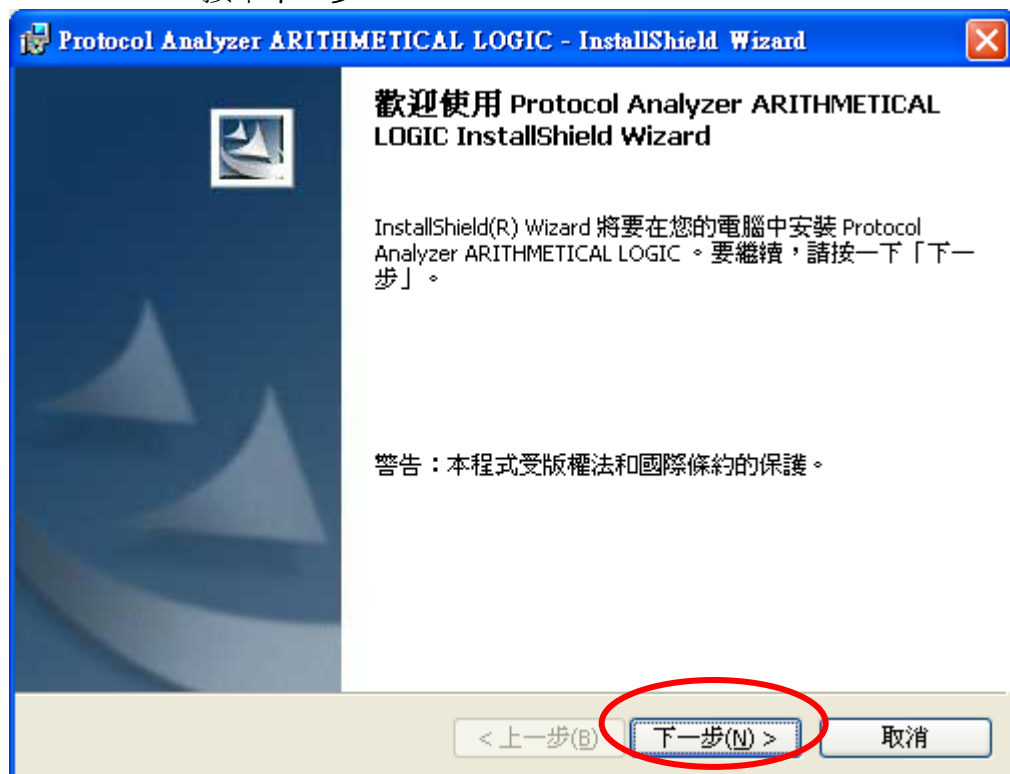 Protocol Analyzer ARITHMETICAL LOGIC - InstallShield Wizard
歡迎使用 Protocol Analyzer ARITHMETICAL
LOGIC InstallShield Wizard
InstallShield(R) Wizard 將要在您的電腦中安裝 Protocol
Analyzer ARITHMETICAL LOGIC 。要繼續，請按一下「下一
步」。
警告：本程式受版權法和國際條約的保護。
< 上一步(B)
下一步(N) >
取消